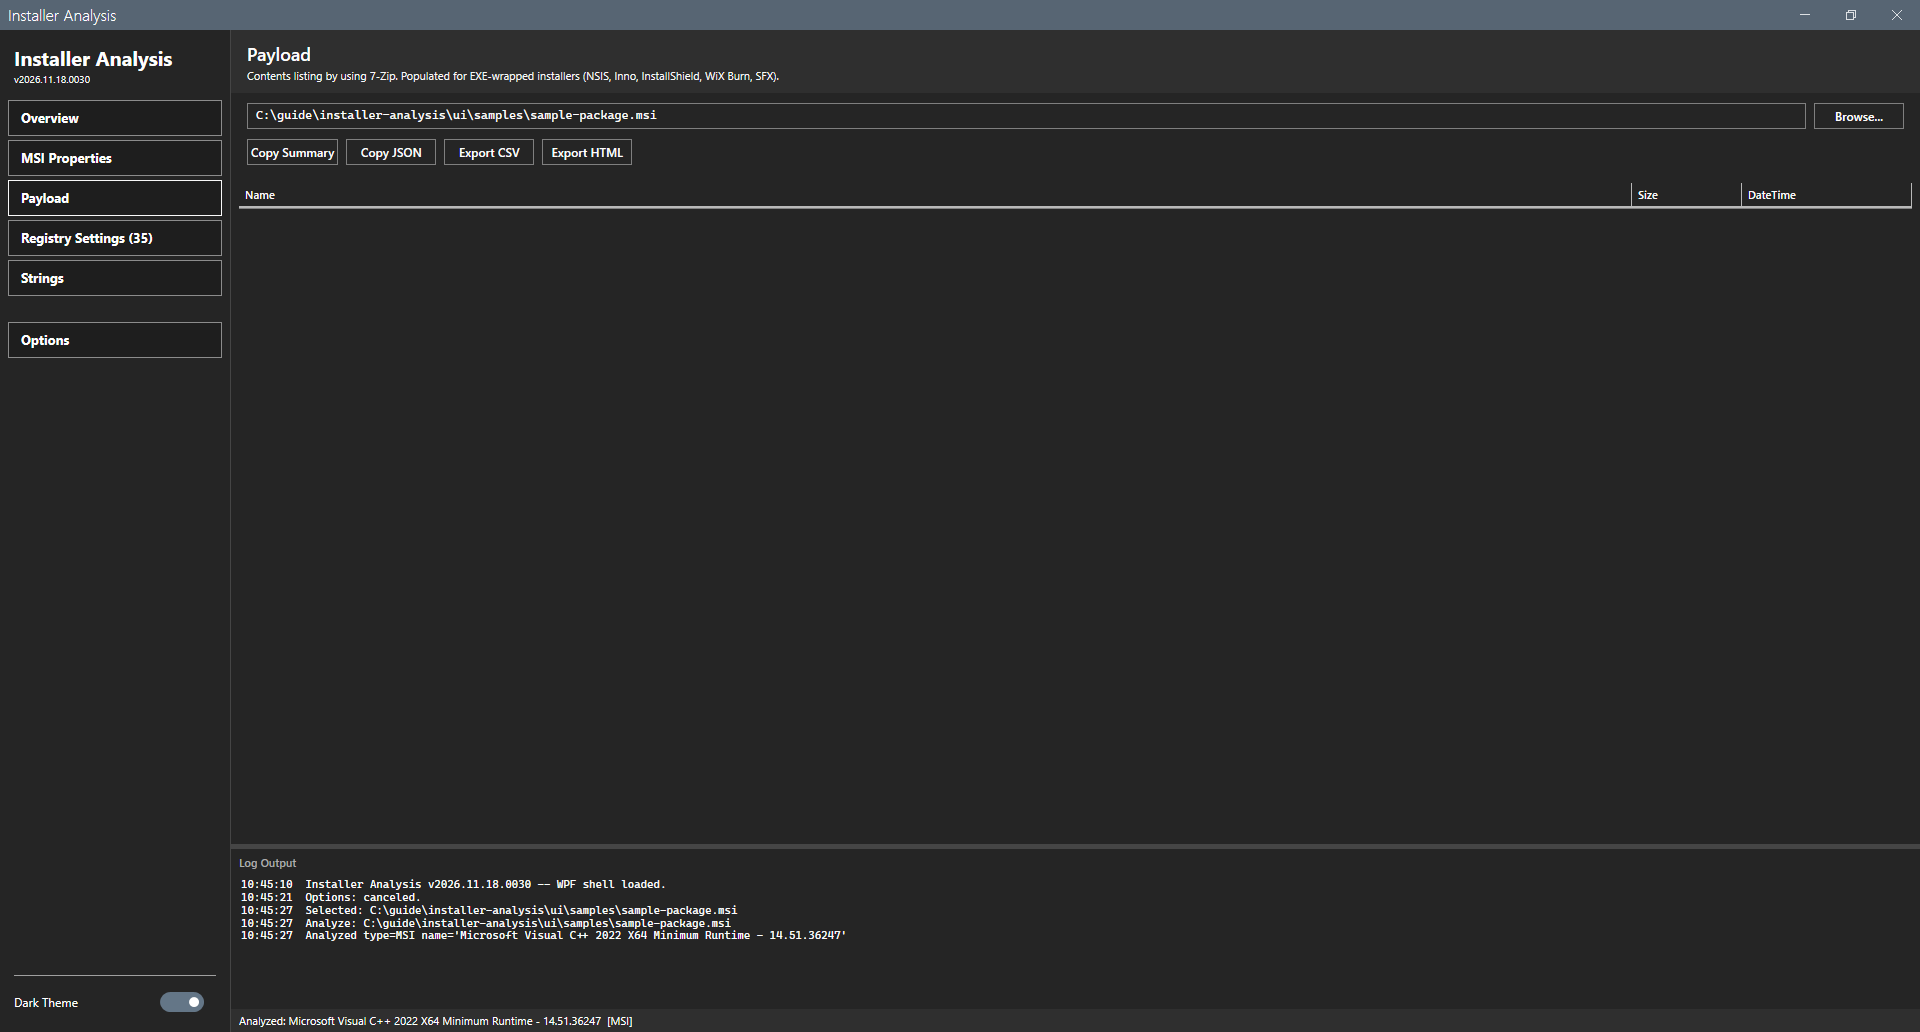 Installer Analysis
Installer Analysis
v2026.11.18.0030
Overview
MSI Properties
Payload
Registry Settings (35)
Strings
Options
Dark Theme
Payload
Contents listing by using 7-Zip. Populated for EXE-wrapped installers (NSIS, Inno, InstallShield, WiX Burn, SFX).
C:\guide\installer-analysis\ui\samples\sample-package.msi
Browse...
Copy Summary Copy JSON Export CSV Export HTML
Name Size DateTime
Log Output
10:45:10 Installer Analysis v2026.11.18.0030 -- WPF shell loaded.
10:45:21 Options: canceled.
10:45:27 Selected: C:\guide\installer-analysis\ui\samples\sample-package.msi
10:45:27 Analyze: C:\guide\installer-analysis\ui\samples\sample-package.msi
10:45:27 Analyzed type=MSI name='Microsoft Visual C++ 2022 X64 Minimum Runtime - 14.51.36247'
Analyzed: Microsoft Visual C++ 2022 X64 Minimum Runtime - 14.51.36247 [MSI]